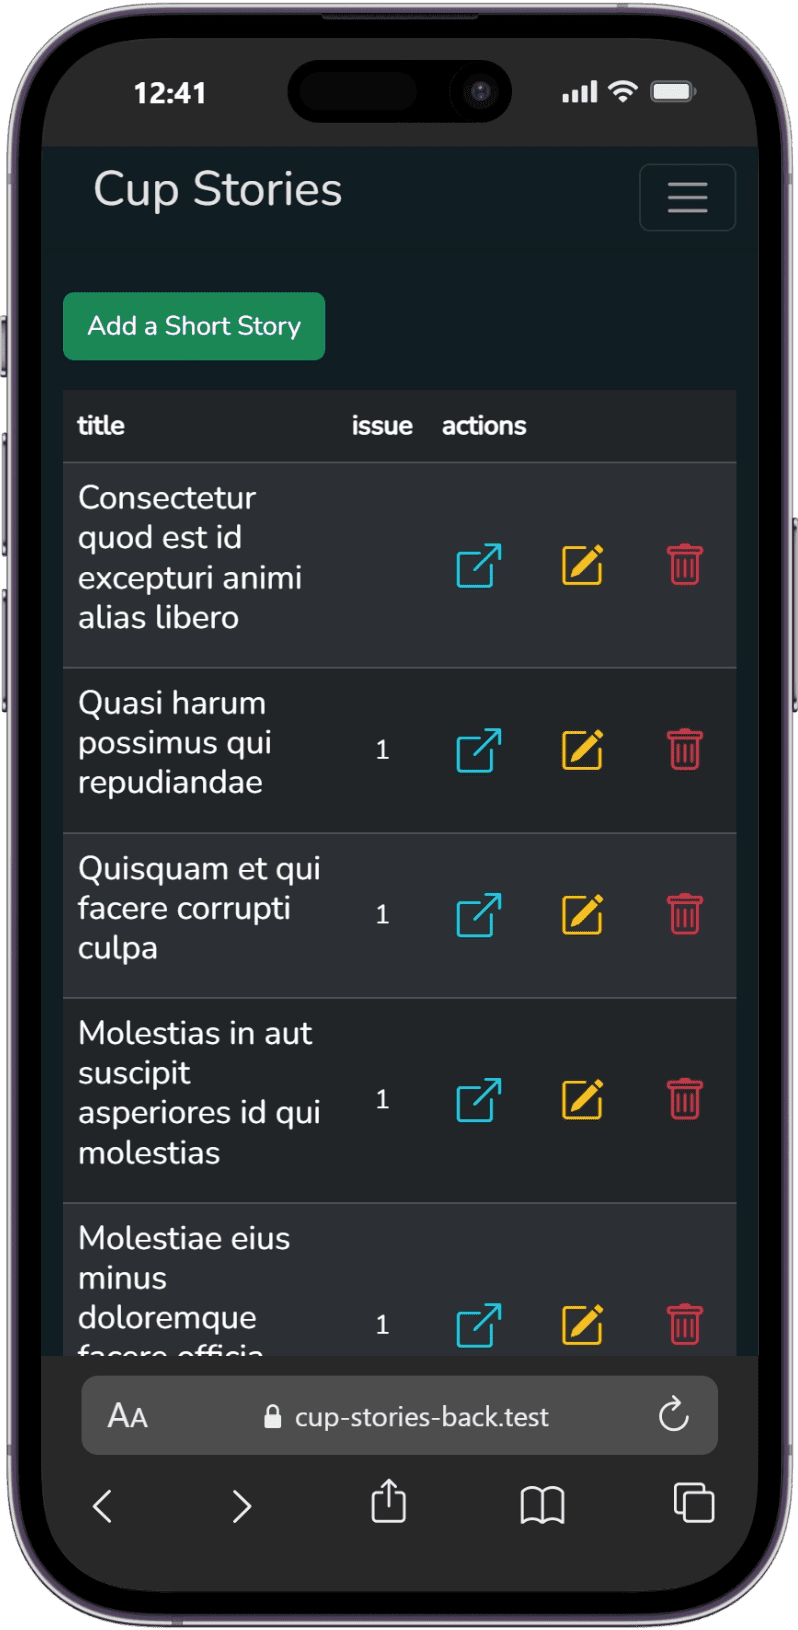 12:41
Cup Stories
Add a Short Story
title issue actions
Consectetur
quod est id
excepturi animi
alias libero
Quasi harum
possimus qui
repudiandae
1
Quisquam et qui
facere corrupti
culpa
1
Molestias in aut
suscipit
asperiores id qui
molestias
1
Molestiae eius
minus
doloremque
facere officia
1
AA
cup-stories-back.test